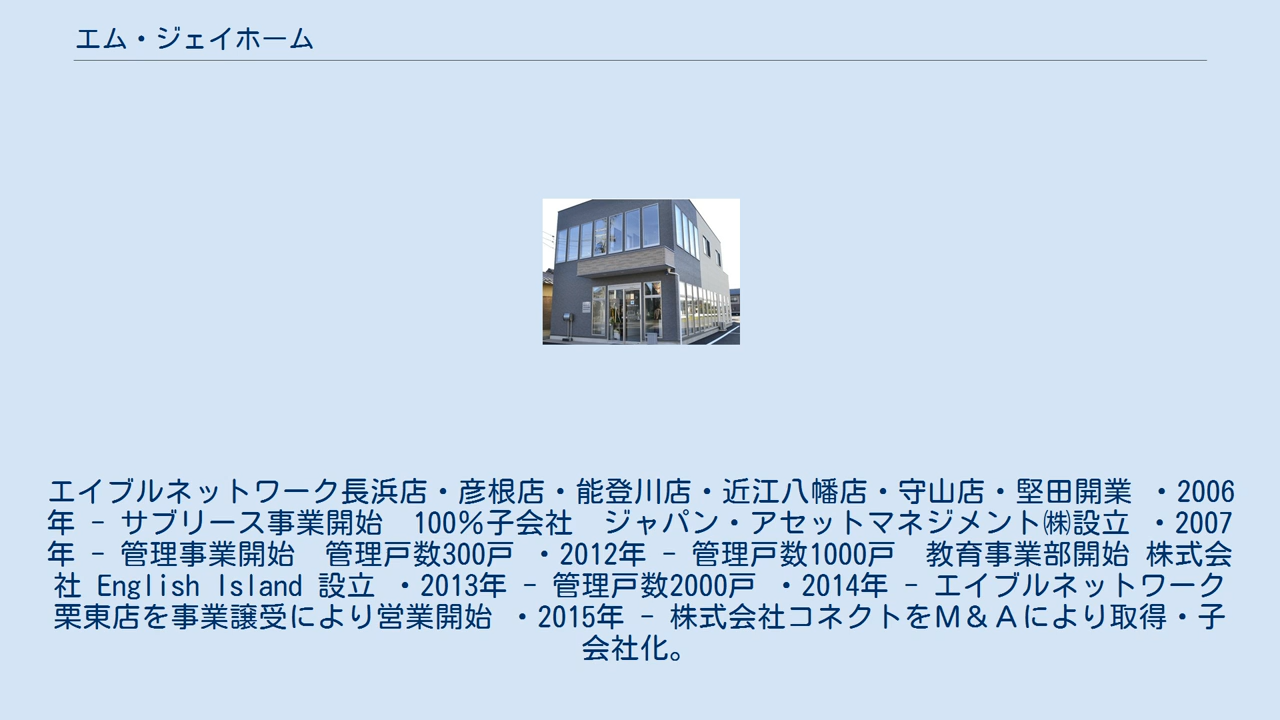 エム・ジェイホーム
エイブルネットワーク長浜店・彦根店・能登川店・近江八幡店・守山店・堅田開業 ・2006
年 - サブリース事業開始　100％子会社　ジャパン・アセットマネジメント㈱設立 ・2007
年 - 管理事業開始　管理戸数300戸 ・2012年 - 管理戸数1000戸　教育事業部開始 株式会
社 English Island 設立 ・2013年 - 管理戸数2000戸 ・2014年 - エイブルネットワーク
栗東店を事業譲受により営業開始 ・2015年 - 株式会社コネクトをＭ＆Ａにより取得・子
会社化。